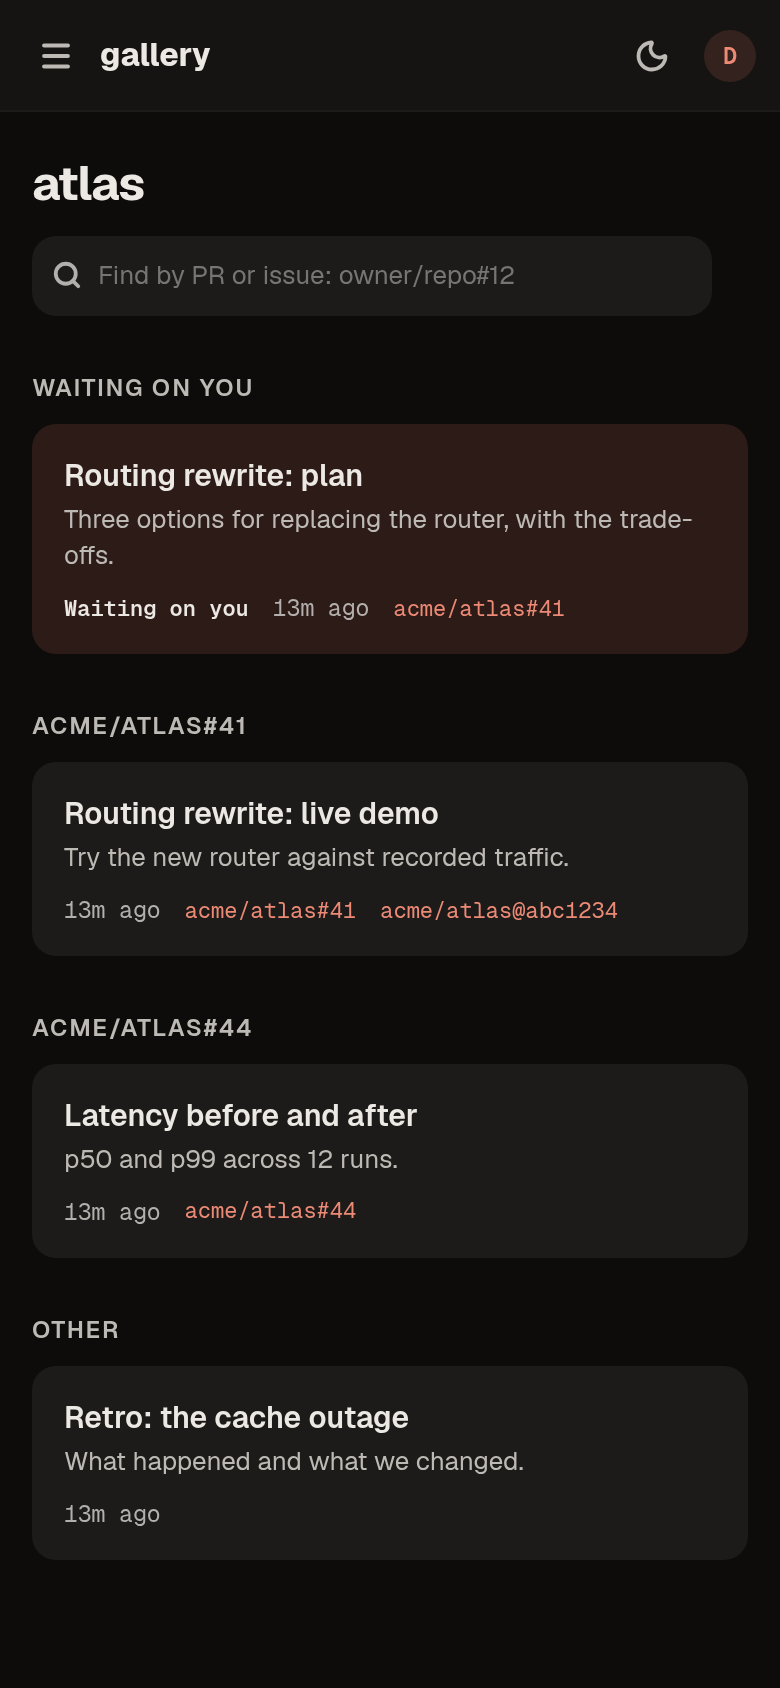 gallery
D
atlas
Find by PR or issue: owner/repo#12
WAITING ON YOU
Routing rewrite: plan
Three options for replacing the router, with the trade-
offs.
Waiting on you 13m ago acme/atlas#41
ACME/ATLAS#41
Routing rewrite: live demo
Try the new router against recorded traffic.
13m ago acme/atlas#41 acme/atlas@abc1234
ACME/ATLAS#44
Latency before and after
p50 and p99 across 12 runs.
13m ago acme/atlas#44
OTHER
Retro: the cache outage
What happened and what we changed.
13m ago